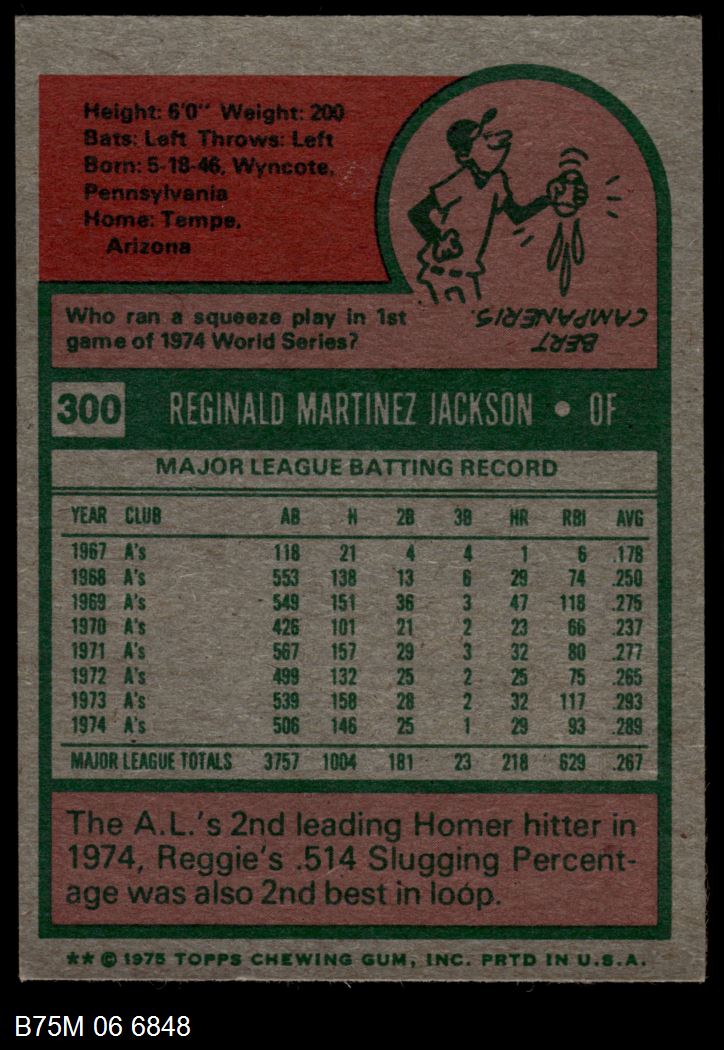 Height: 6'0" Weight: 200
Bats: Left Throws: Left
Born: 5-18-46, Wyncote,
Pennsylvania
Home: Tempe,
Arizona
Who ran a squeeze play in 1st
game of 1974 World Series?
BERT
CAMPANERIS.
300 REGINALD MARTINEZ JACKSON • OF
MAJOR LEAGUE BATTING RECORD
YEAR CLUB AB H 2B 3B HR RBI AVG
1967 A's 118 21 4 4 1 6 .178
1968 A's 553 138 13 6 29 74 .250
1969 A's 549 151 36 3 47 118 .275
1970 A's 426 101 21 2 23 66 .237
1971 A's 567 157 29 3 32 80 .277
1972 A's 499 132 25 2 25 75 .265
1973 A's 539 158 28 2 32 117 .293
1974 A's 506 146 25 1 29 93 .289
MAJOR LEAGUE TOTALS 3757 1004 181 23 218 629 .267
The A.L.'s 2nd leading Homer hitter in
1974, Reggie's .514 Slugging Percent-
age was also 2nd best in loop.
** © 1975 TOPPS CHEWING GUM, INC. PRTD IN U.S.A.
B75M 06 6848